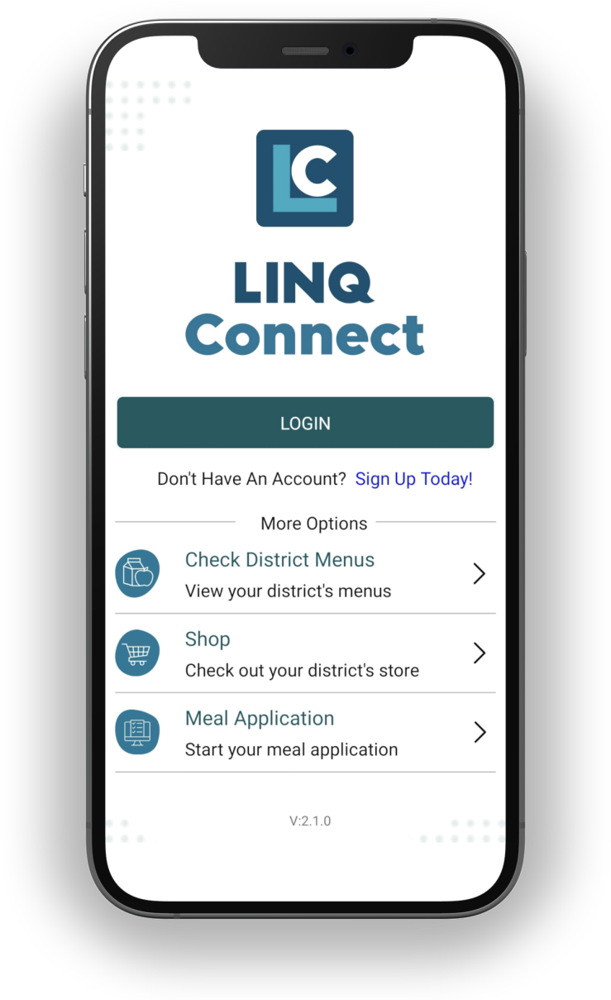 LC
LINQ
Connect
LOGIN
Don't Have An Account? Sign Up Today!
More Options
Check District Menus
View your district's menus
Shop
Check out your district's store
Meal Application
Start your meal application
V:2.1.0